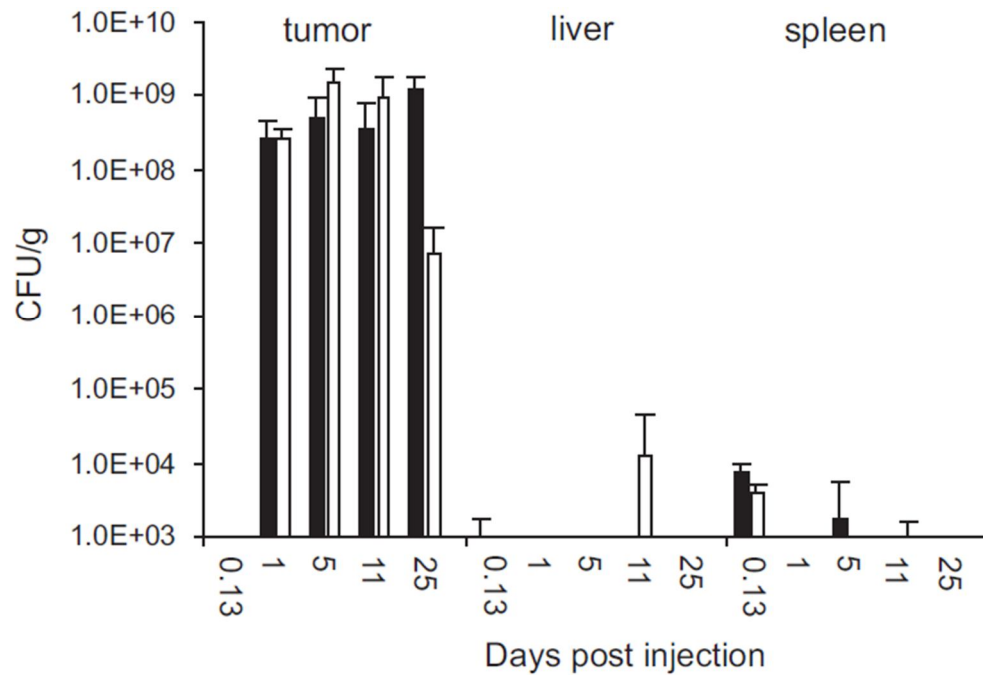 tumor liver spleen
CFU/g
1.0E+10
1.0E+09
1.0E+08
1.0E+07
1.0E+06
1.0E+05
1.0E+04
1.0E+03
0.13 1 5 11 25 0.13 1 5 11 25 0.13 1 5 11 25
Days post injection